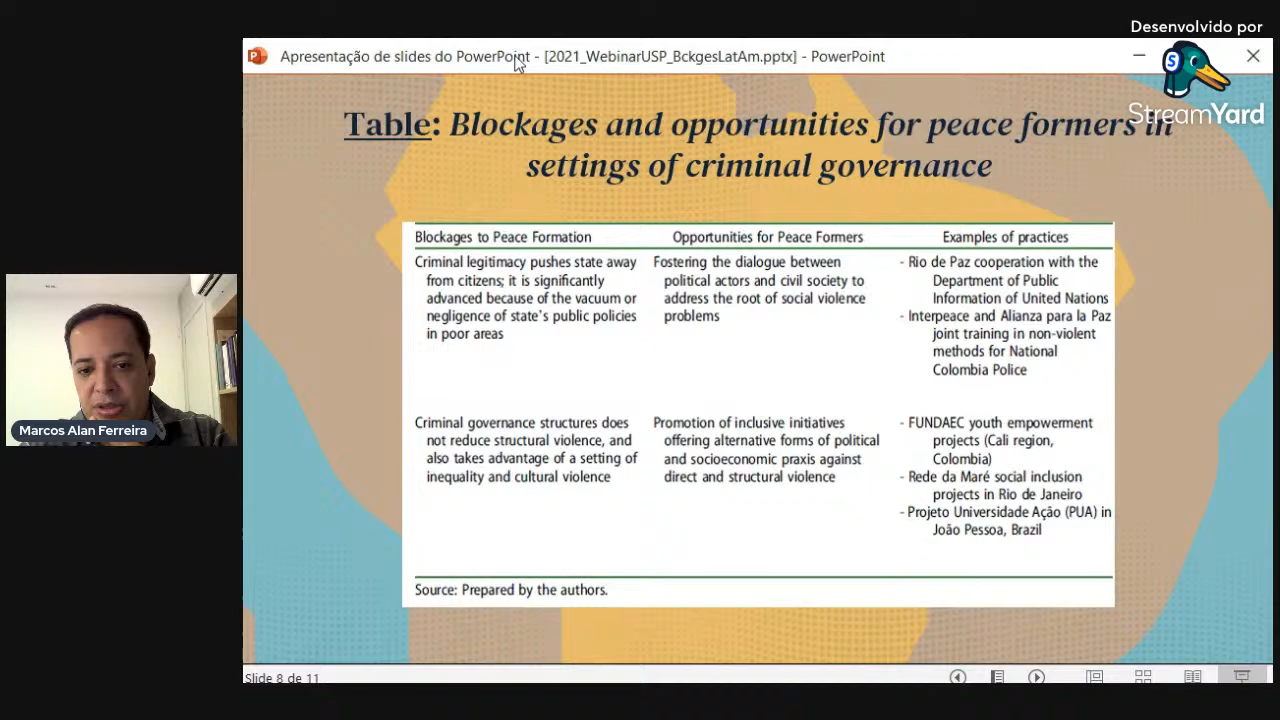 Desenvolvido por
StreamYard
Apresentação de slides do PowerPoint - [2021_WebinarUSP_BckgesLatAm.pptx] - PowerPoint
Table: Blockages and opportunities for peace formers in
settings of criminal governance
Blockages to Peace Formation
Opportunities for Peace Formers
Examples of practices
Criminal legitimacy pushes state away
from citizens; it is significantly
advanced because of the vacuum or
negligence of state's public policies
in poor areas
Fostering the dialogue between
political actors and civil society to
address the root of social violence
problems
- Rio de Paz cooperation with the
Department of Public
Information of United Nations
- Interpeace and Alianza para la Paz
joint training in non-violent
methods for National
Colombia Police
Criminal governance structures does
not reduce structural violence, and
also takes advantage of a setting of
inequality and cultural violence
Promotion of inclusive initiatives
offering alternative forms of political
and socioeconomic praxis against
direct and structural violence
- FUNDAEC youth empowerment
projects (Cali region,
Colombia)
- Rede da Maré social inclusion
projects in Rio de Janeiro
- Projeto Universidade Ação (PUA) in
João Pessoa, Brazil
Source: Prepared by the authors.
Marcos Alan Ferreira
Slide 8 de 11